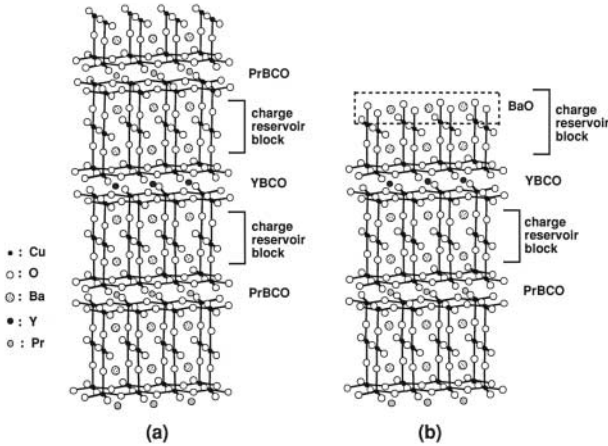 PrBCO
charge
reservoir
block
YBCO
charge
reservoir
block
PrBCO
• : Cu
○ : O
: Ba
● : Y
: Pr
(a)
BaO
charge
reservoir
block
YBCO
charge
reservoir
block
PrBCO
(b)